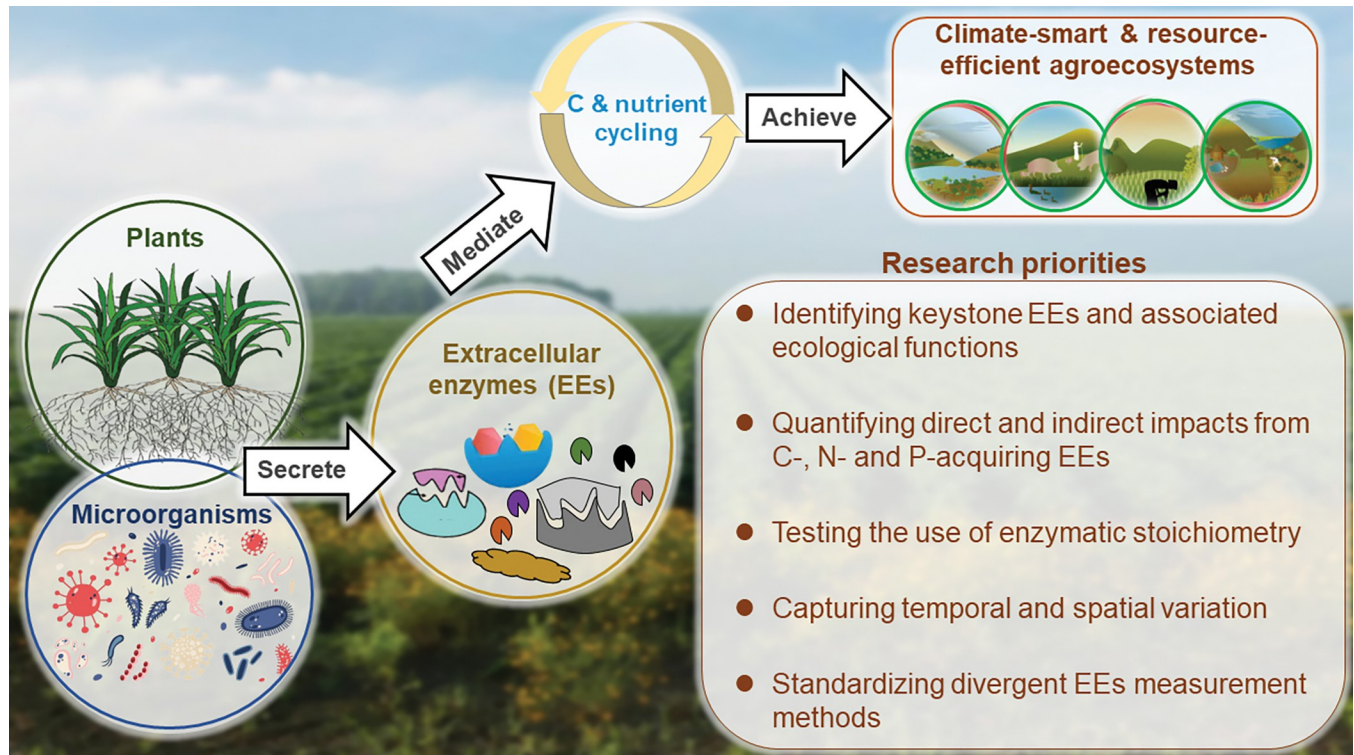 Plants
Microorganisms
Secrete
Extracellular
enzymes (EEs)
Mediate
C & nutrient
cycling
Achieve
Climate-smart & resource-
efficient agroecosystems
Research priorities
● Identifying keystone EEs and associated
ecological functions
● Quantifying direct and indirect impacts from
C-, N- and P-acquiring EEs
● Testing the use of enzymatic stoichiometry
● Capturing temporal and spatial variation
● Standardizing divergent EEs measurement
methods